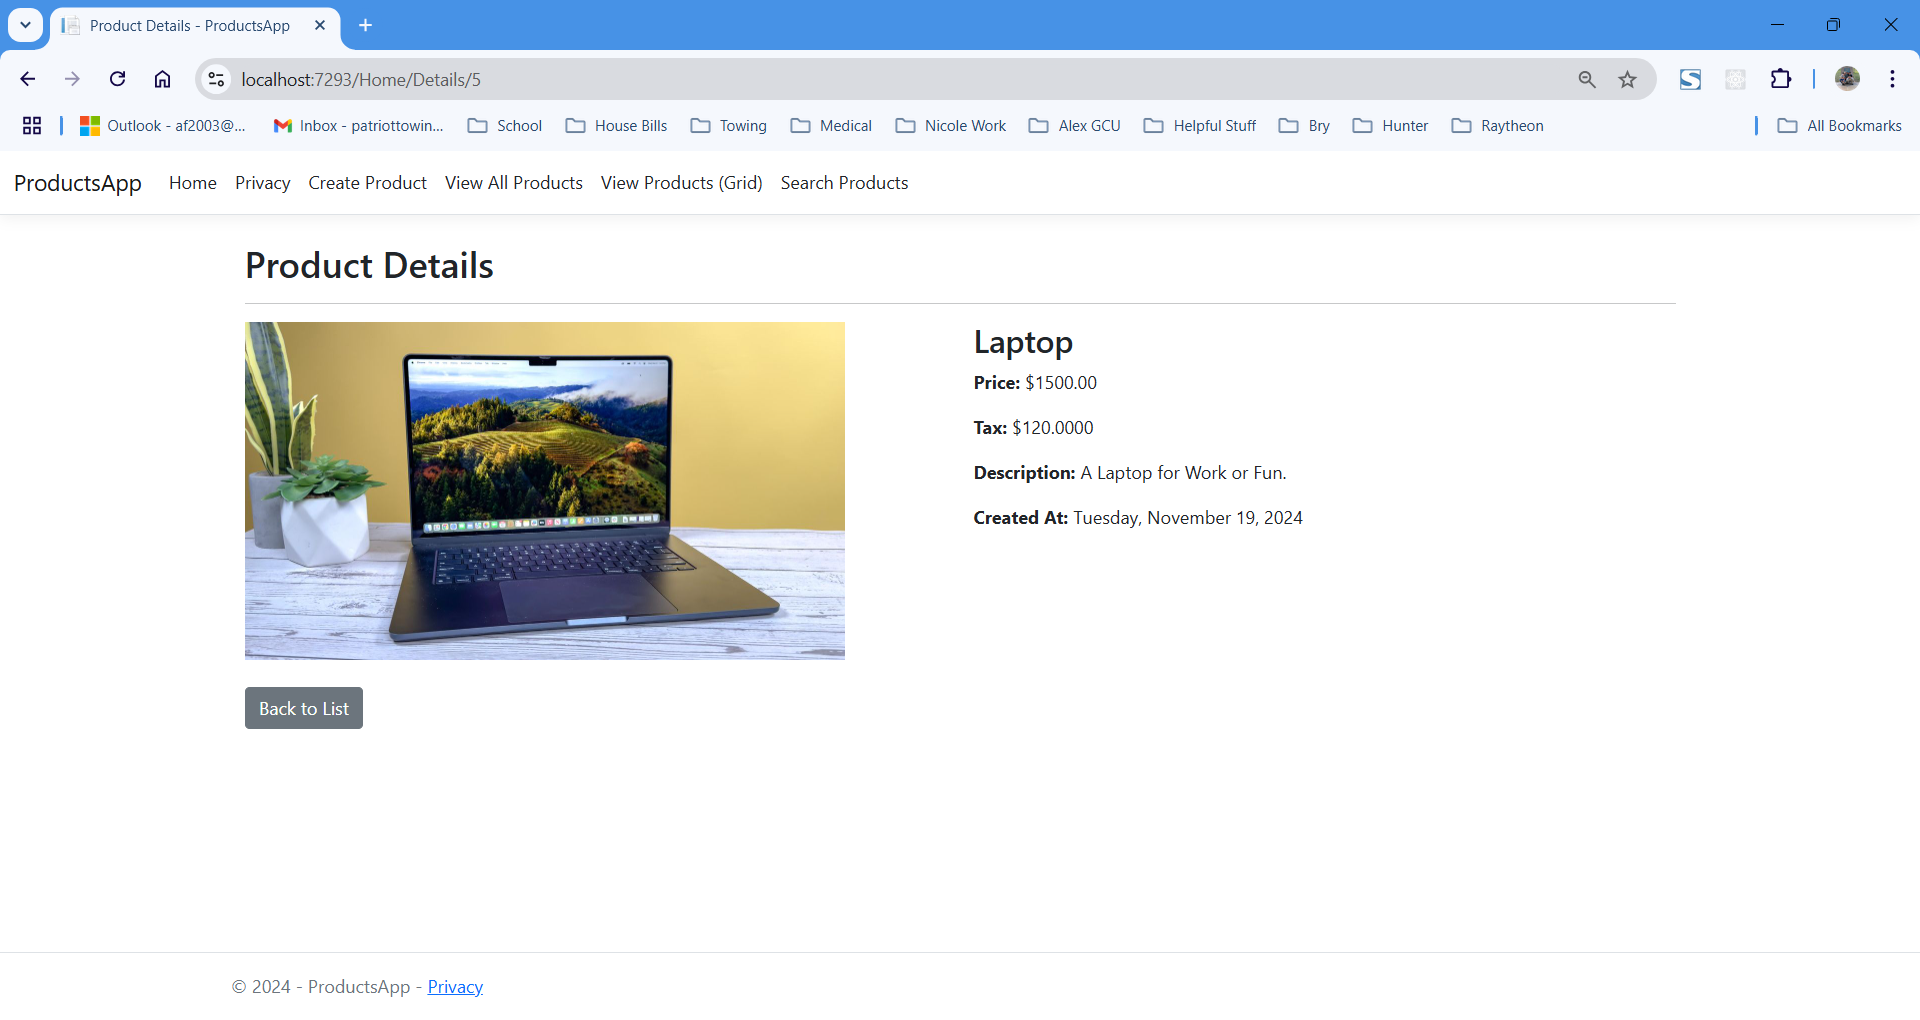 Product Details - ProductsApp
localhost:7293/Home/Details/5
Outlook - af2003@... Inbox - patriottowin... School House Bills Towing Medical Nicole Work Alex GCU Helpful Stuff Bry Hunter Raytheon All Bookmarks
ProductsApp Home Privacy Create Product View All Products View Products (Grid) Search Products
Product Details
Laptop
Price: $1500.00
Tax: $120.0000
Description: A Laptop for Work or Fun.
Created At: Tuesday, November 19, 2024
Back to List
© 2024 - ProductsApp - Privacy